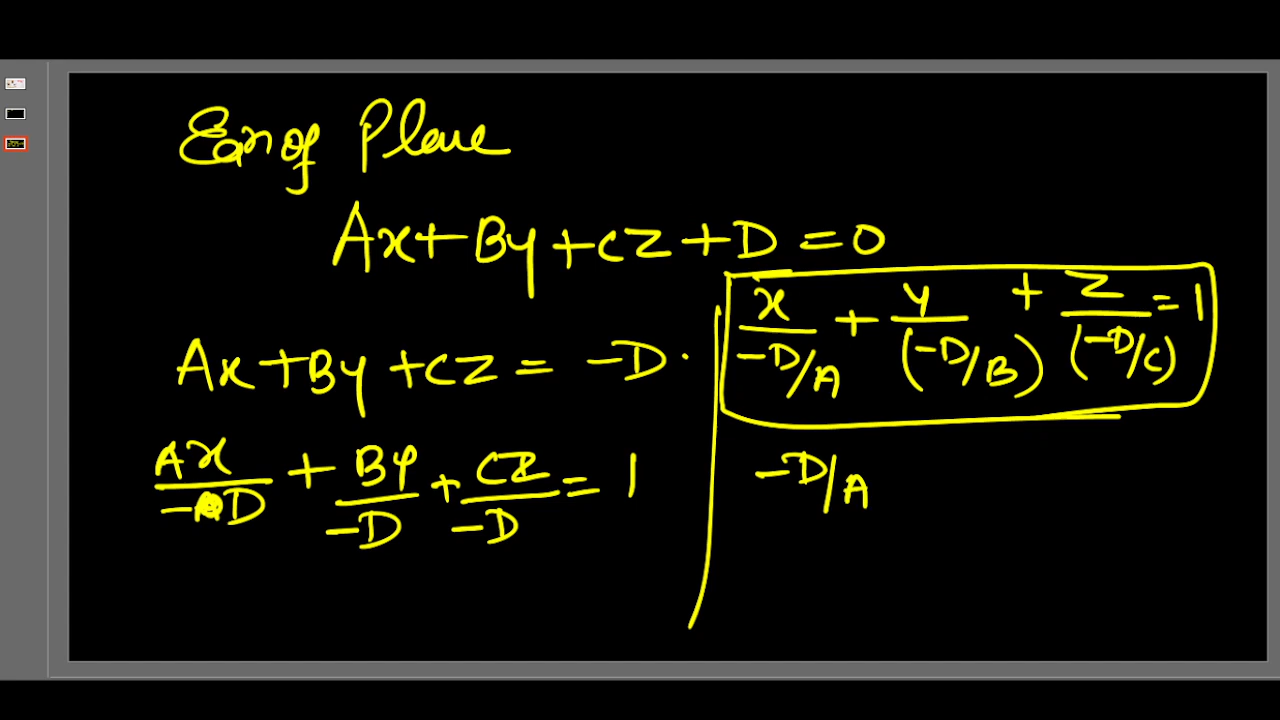 Eqn of Plane
Ax + By + CZ + D = 0
Ax + By + CZ = -D.
Ax/-D + By/-D + CZ/-D = 1
x/-D/A + y/(-D/B) + Z/(-D/C) = 1
-D/A